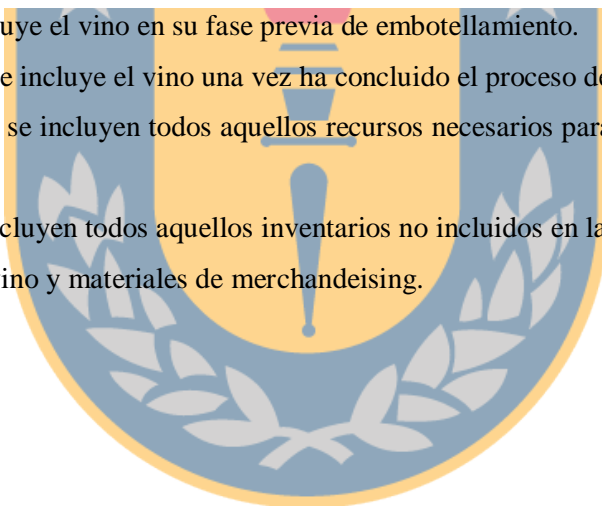 uye el vino en su fase previa de embotellamiento.
e incluye el vino una vez ha concluido el proceso de
se incluyen todos aquellos recursos necesarios para
cluyen todos aquellos inventarios no incluidos en la
ino y materiales de merchandeising.